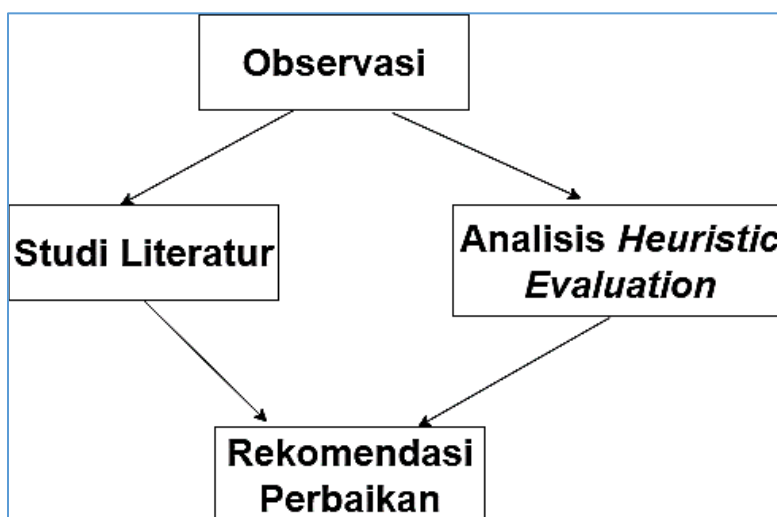 Observasi
Studi Literatur
Analisis Heuristic
Evaluation
Rekomendasi
Perbaikan